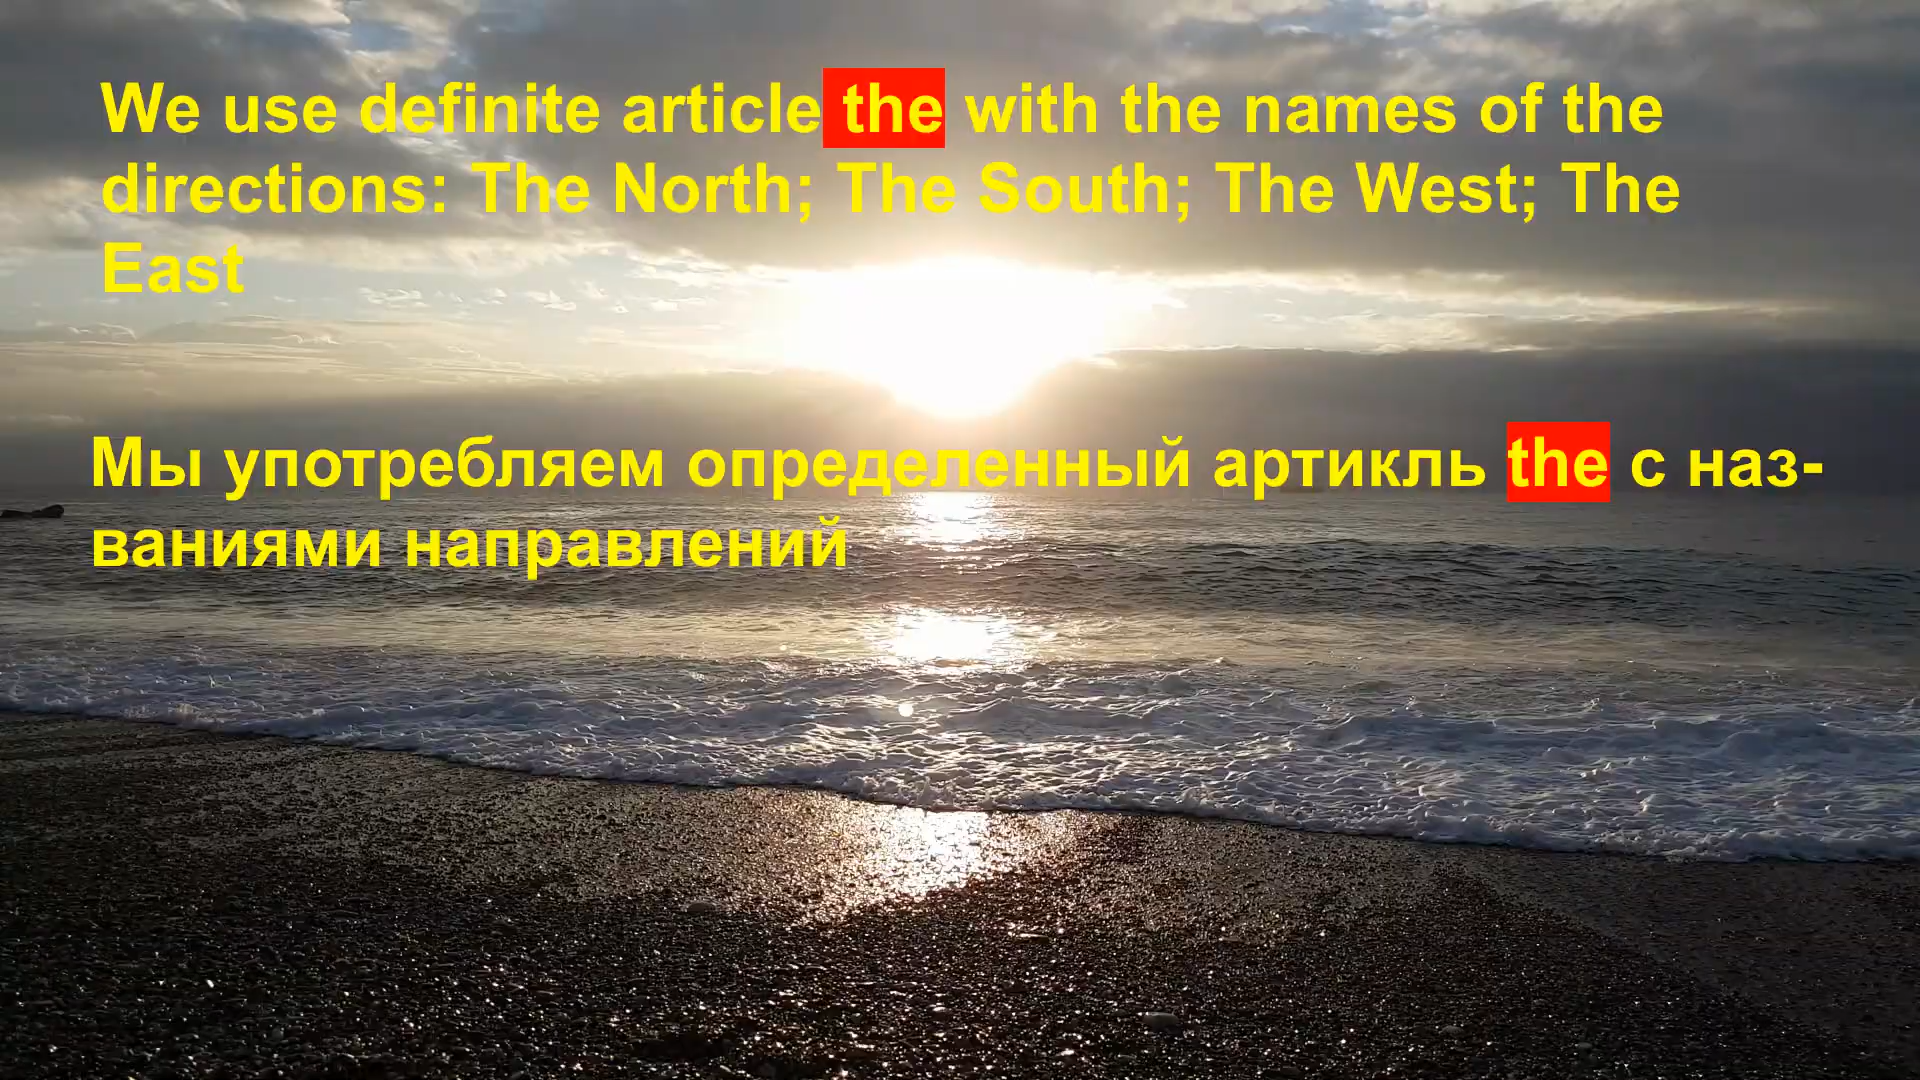 We use definite article the with the names of the
directions: The North; The South; The West; The
East
Мы употребляем определенный артикль the с наз-
ваниями направлений